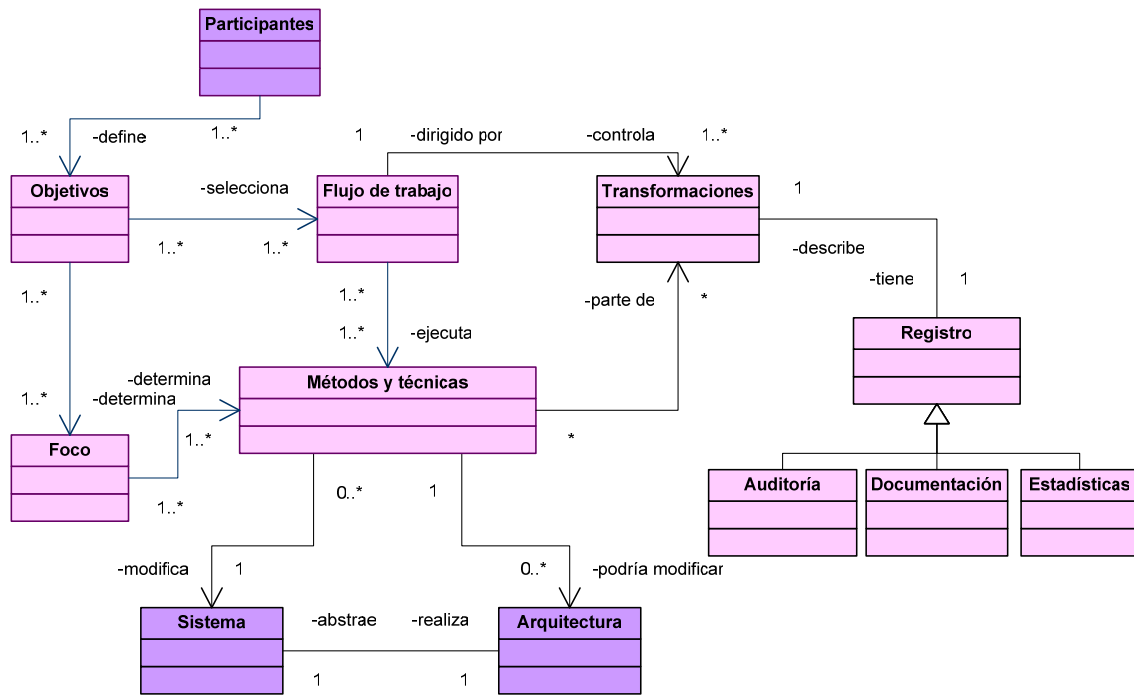 Participantes
1..*
-define
1..*
1
-dirigido por
-controla
1..*
Objetivos
-selecciona
Flujo de trabajo
Transformaciones
1
1..*
1..*
-describe
-tiene
1
1..*
1..*
-parte de
*
1..*
-ejecuta
Registro
-determina
Métodos y técnicas
1..*
-determina
1..*
*
Foco
1..*
0..*
1
Auditoría
Documentación
Estadísticas
-modifica
1
0..*
-podría modificar
Sistema
-abstrae
-realiza
Arquitectura
1
1